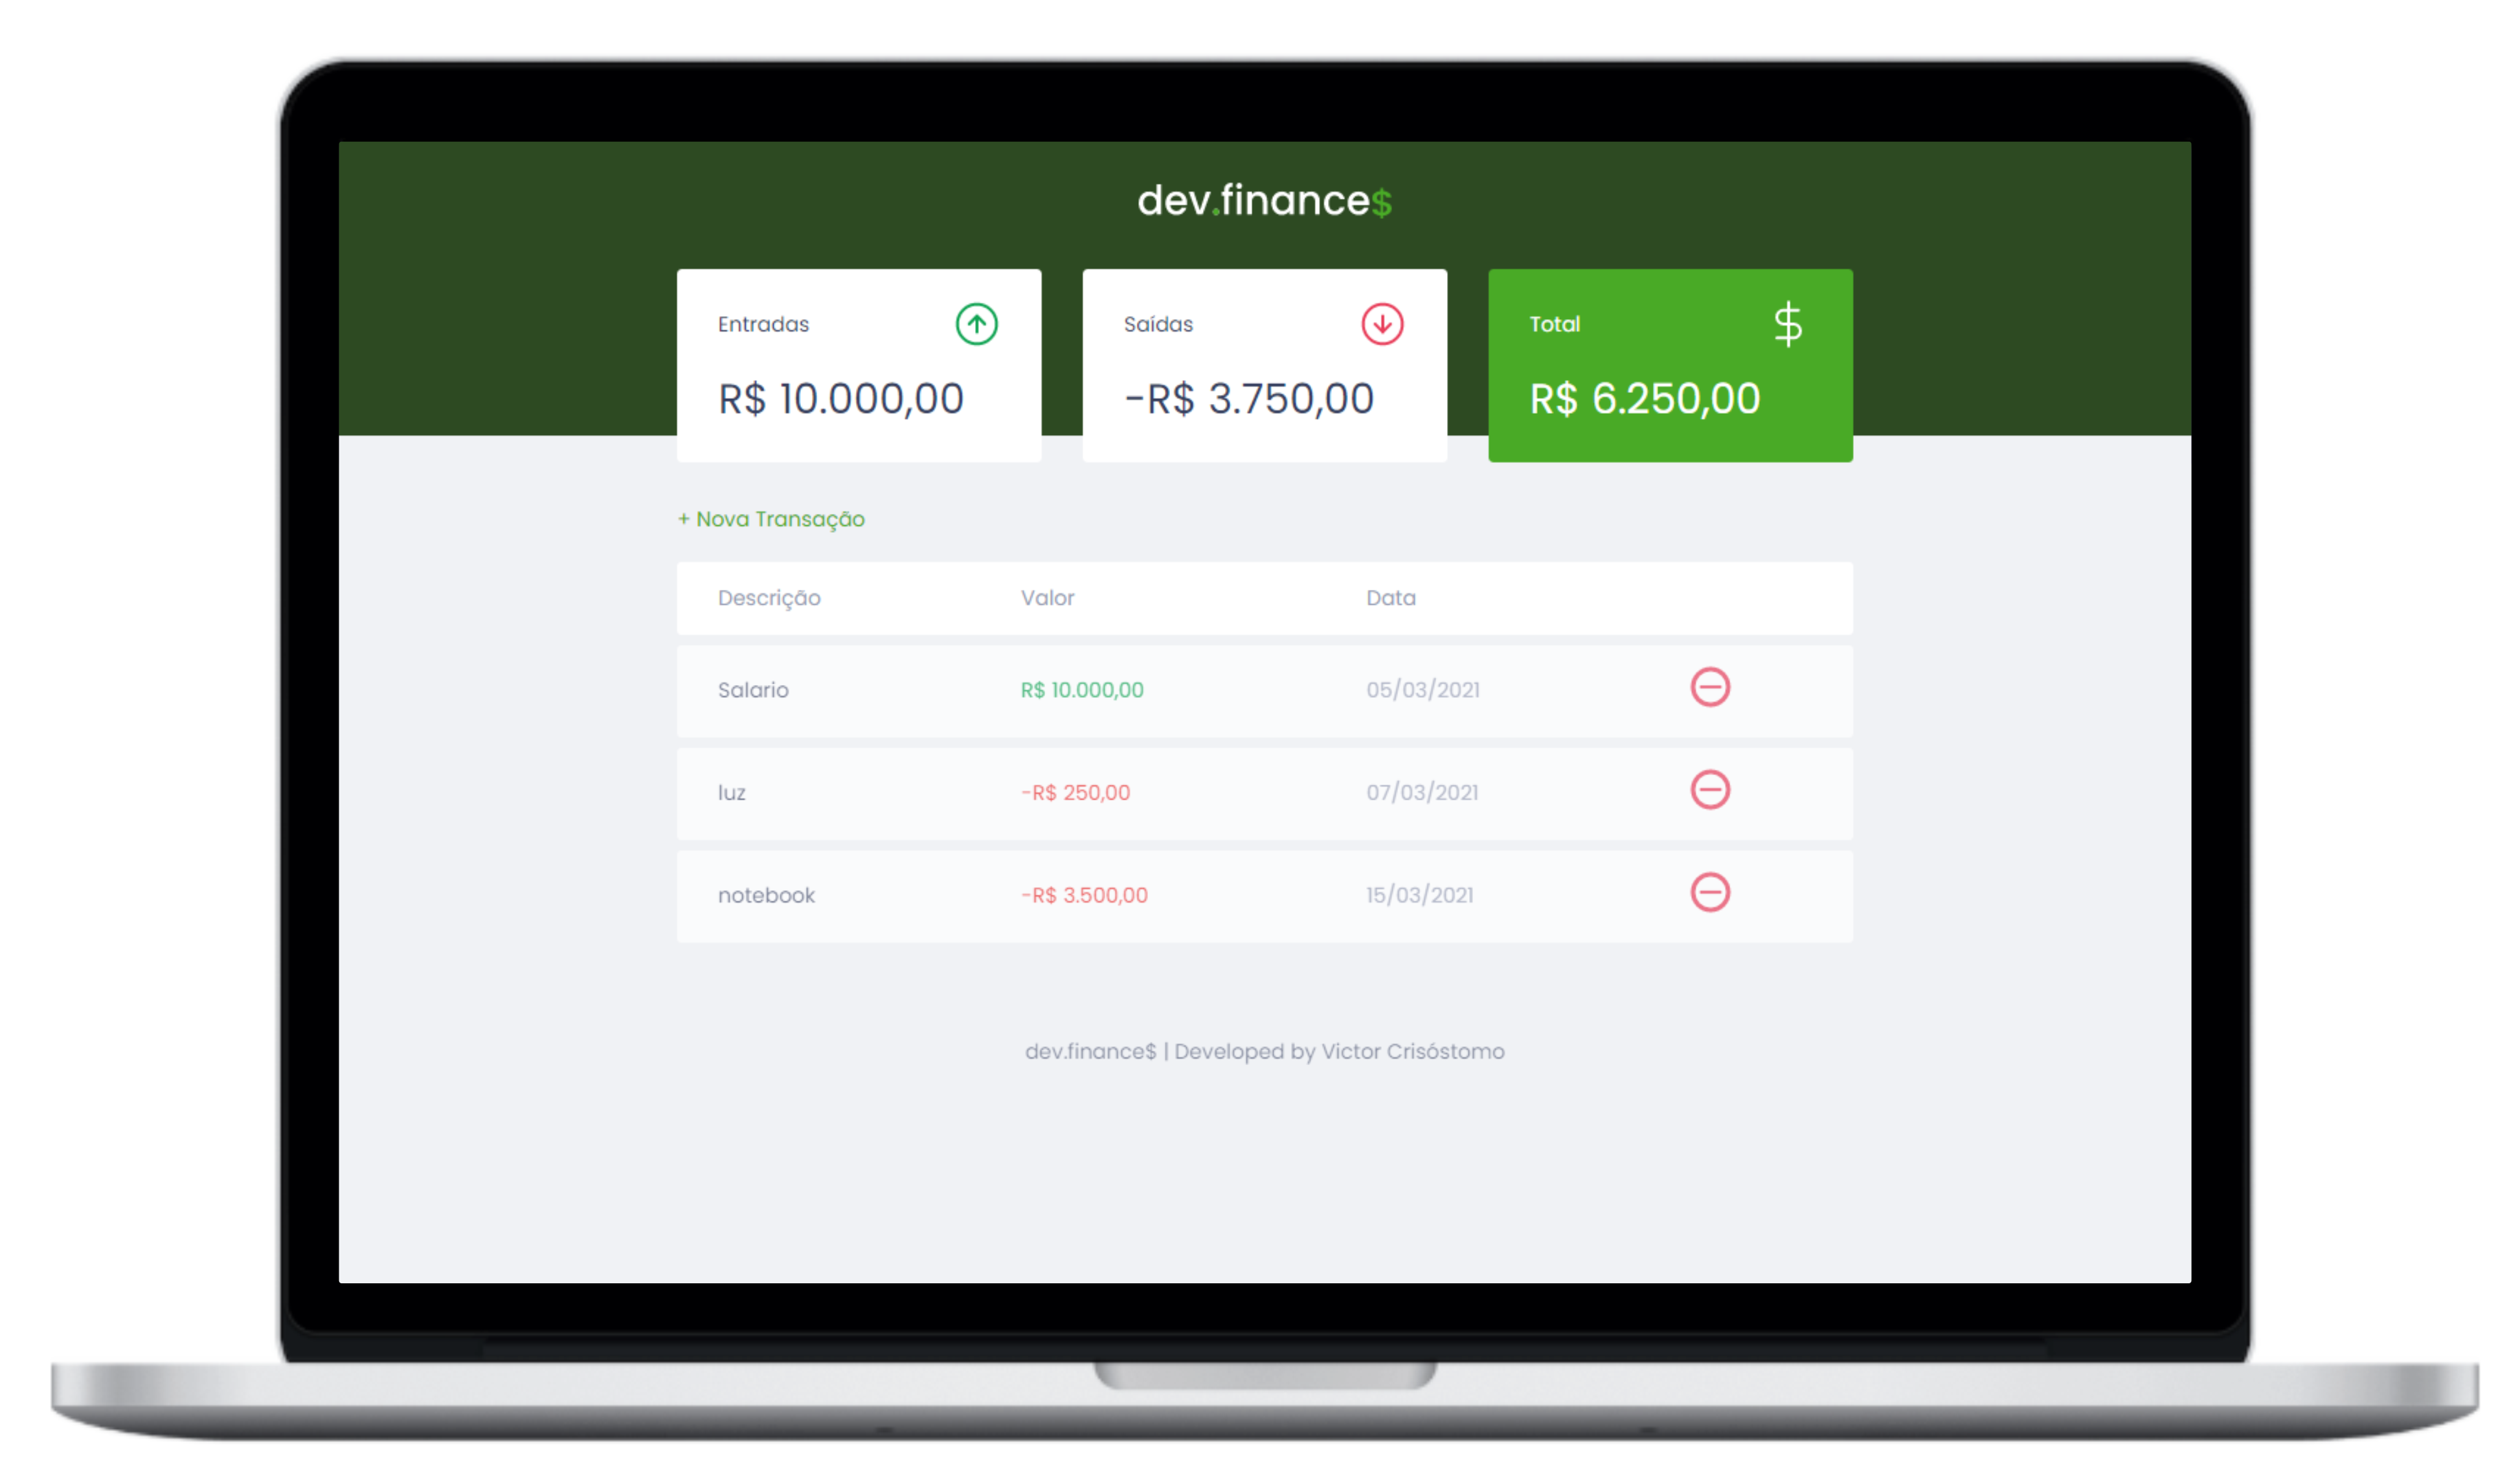 dev.finance$
Entradas
R$ 10.000,00
Saídas
-R$ 3.750,00
Total
$
R$ 6.250,00
+ Nova Transação
Descrição Valor Data
Salario R$ 10.000,00 05/03/2021
luz -R$ 250,00 07/03/2021
notebook -R$ 3.500,00 15/03/2021
dev.finance$ | Developed by Victor Crisóstomo